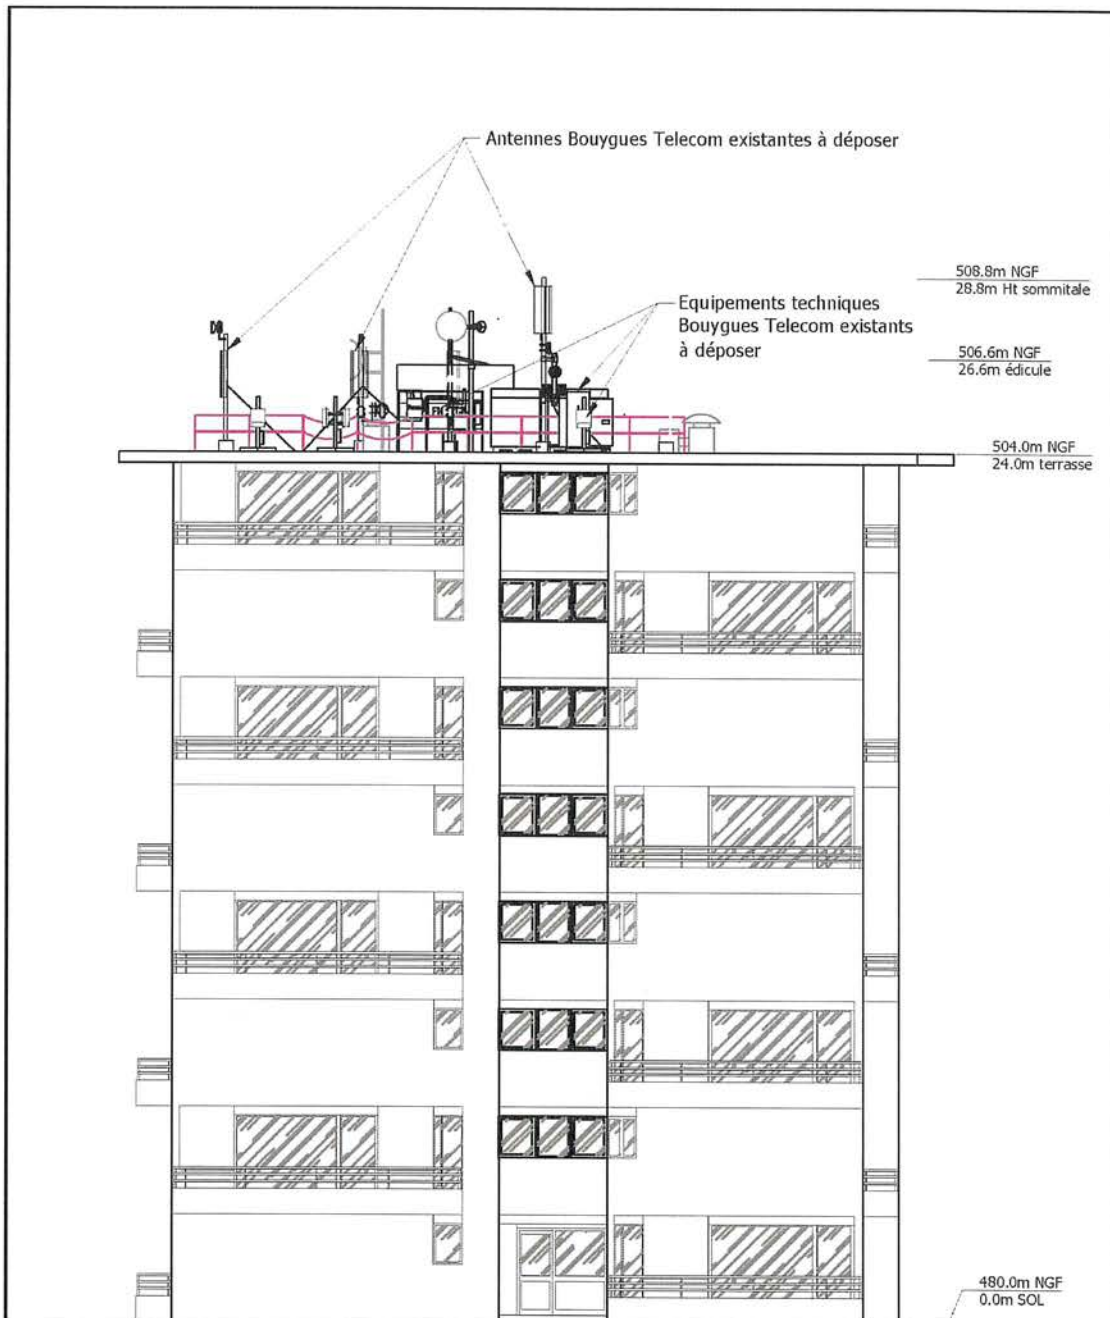 Antennes Bouygues Telecom existantes à déposer
508.8m NGF
28.8m Ht sommitale
Equipements techniques
Bouygues Telecom existants
à déposer
506.6m NGF
26.6m édicule
504.0m NGF
24.0m terrasse
480.0m NGF
0.0m SOL